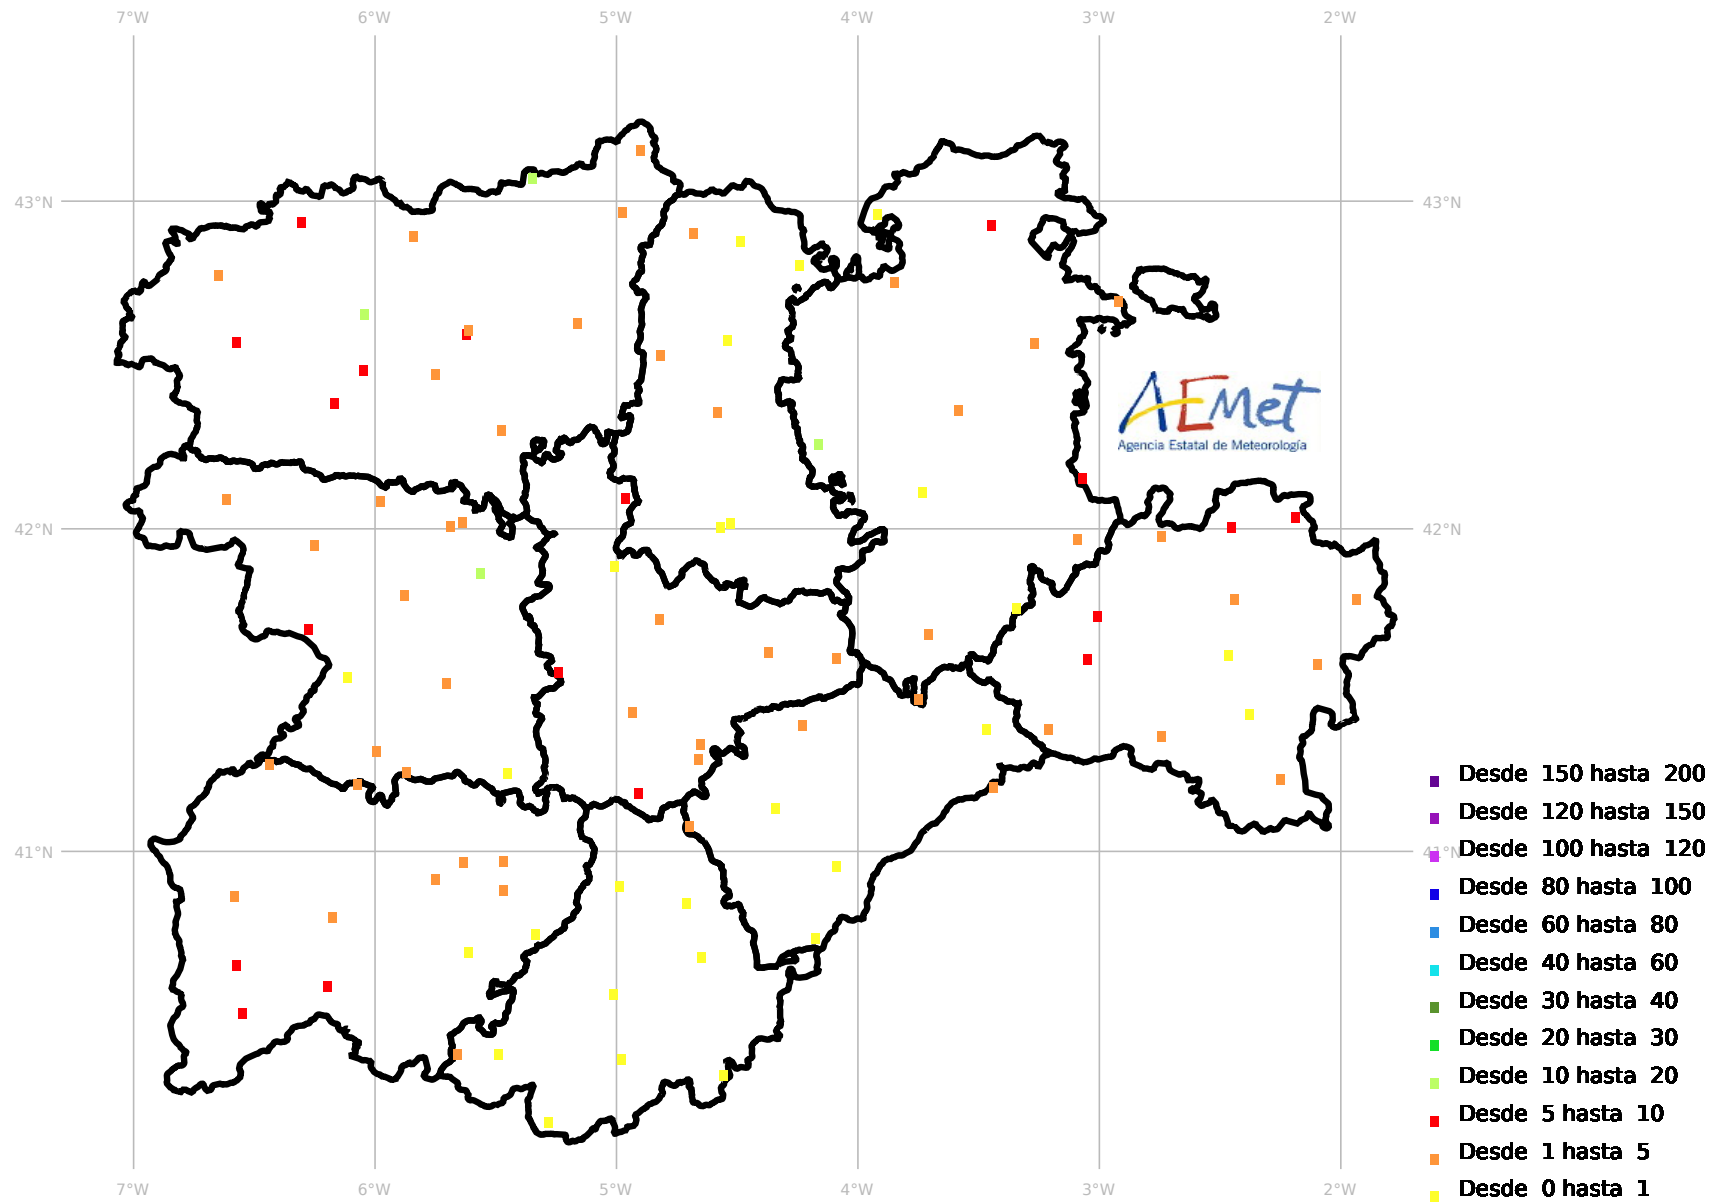 7°W 6°W 5°W 4°W 3°W 2°W
43°N 43°N
AEMet
Agencia Estatal de Meteorología
42°N 42°N
Desde 150 hasta 200
Desde 120 hasta 150
41°N 41°N
Desde 100 hasta 120
Desde 80 hasta 100
Desde 60 hasta 80
Desde 40 hasta 60
Desde 30 hasta 40
Desde 20 hasta 30
Desde 10 hasta 20
Desde 5 hasta 10
Desde 1 hasta 5
Desde 0 hasta 1
7°W 6°W 5°W 4°W 3°W 2°W